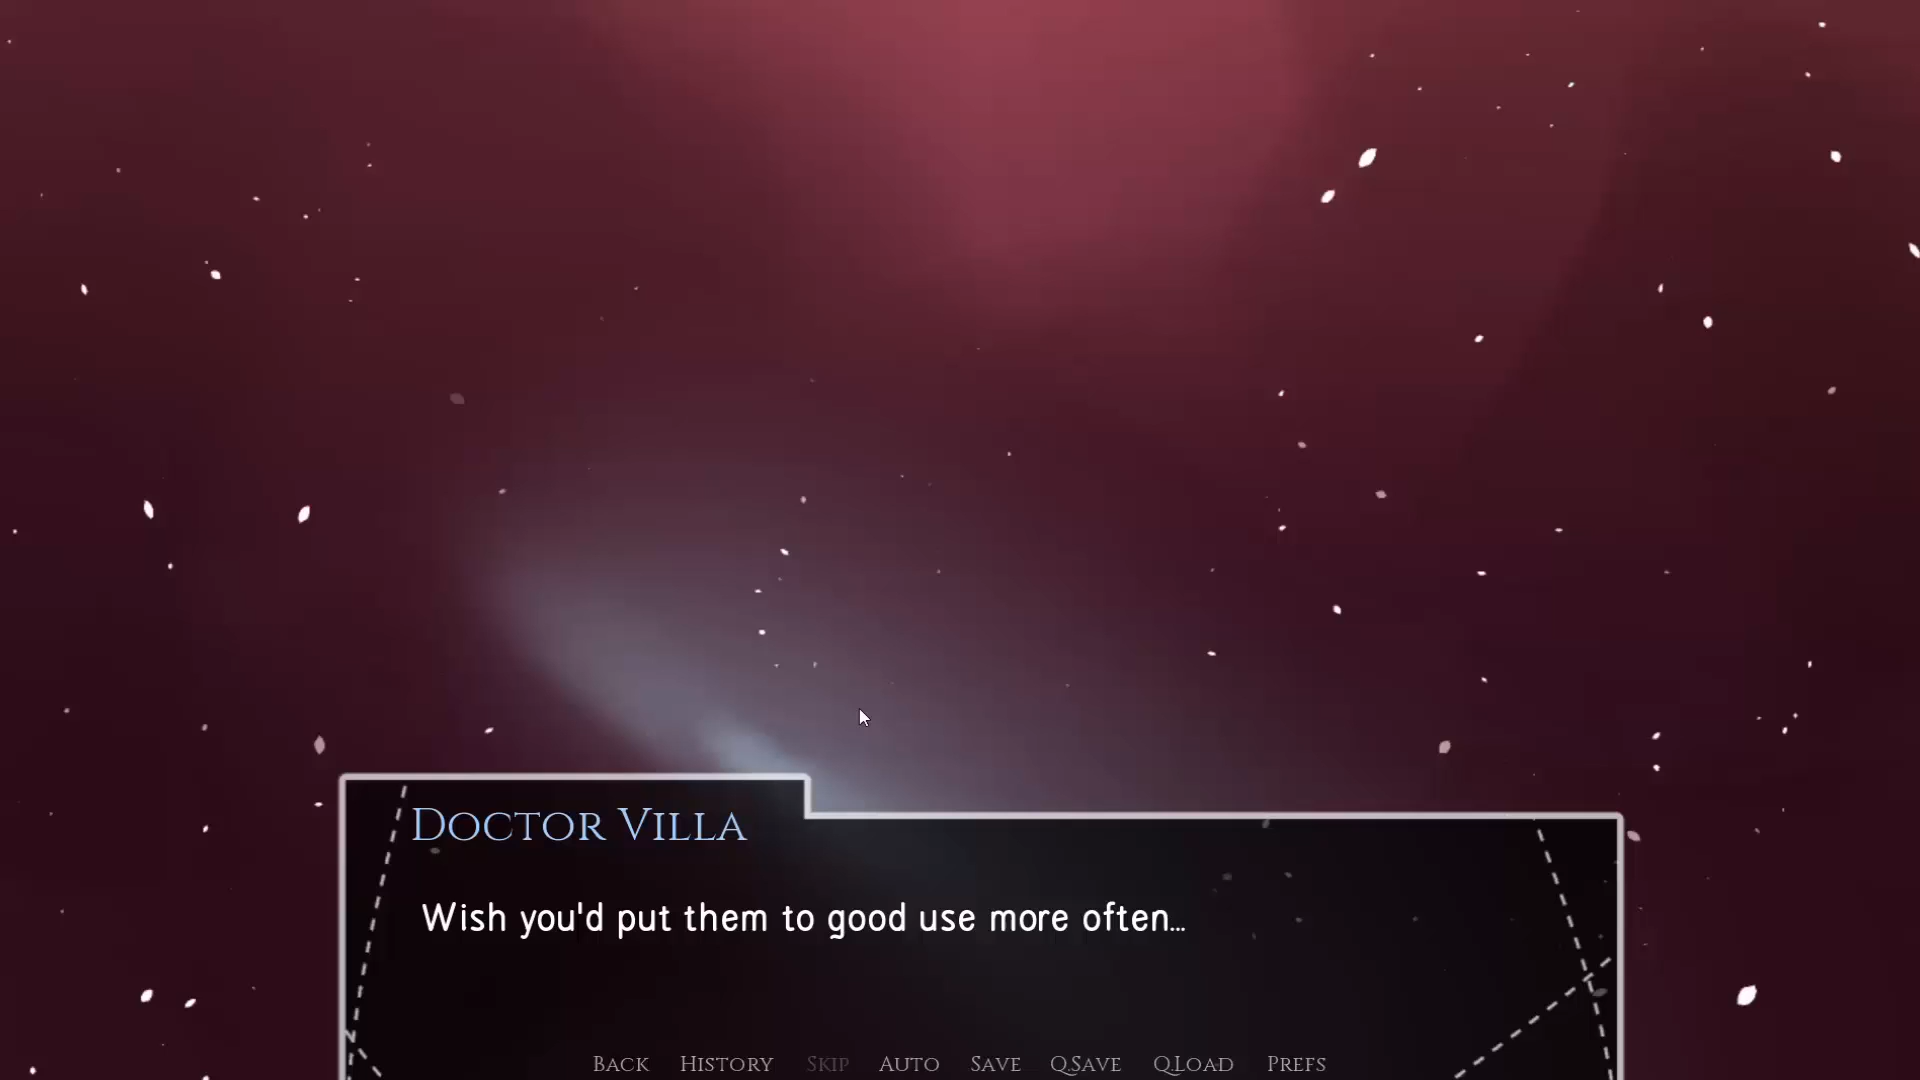 Doctor Villa
Wish you'd put them to good use more often...
Back History Skip Auto Save Q.Save Q.Load Prefs